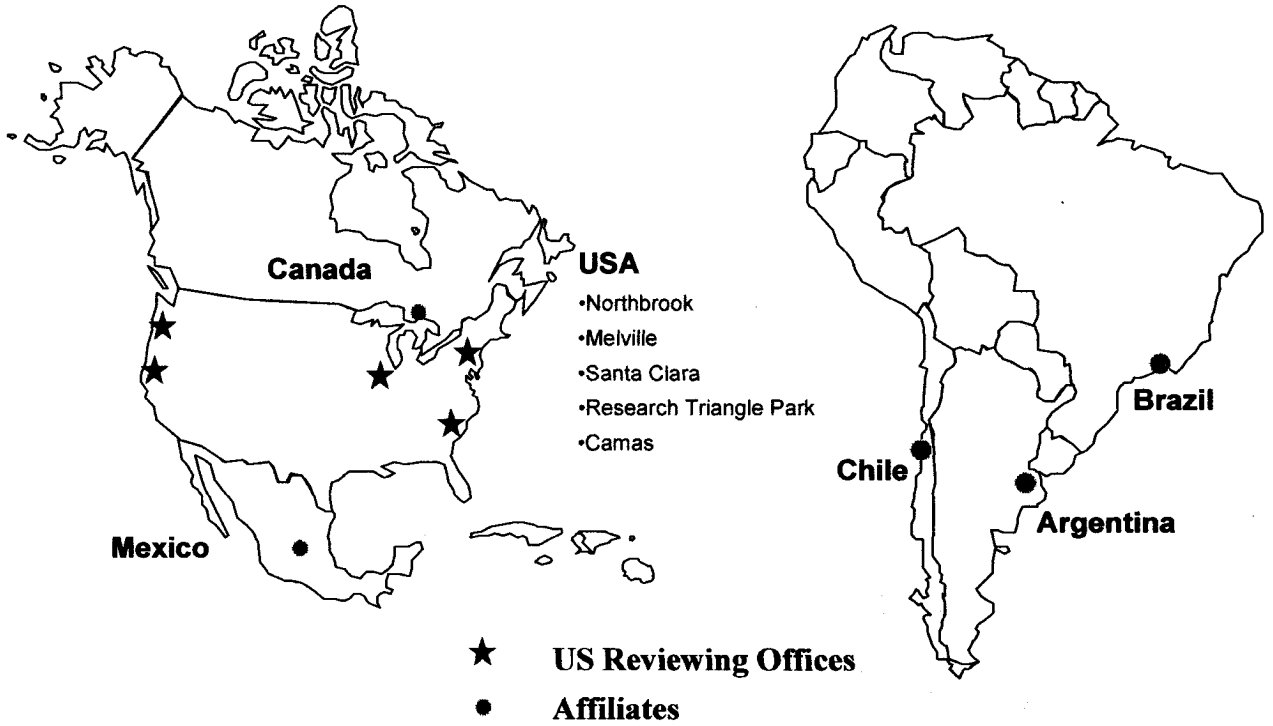 Canada
USA
•Northbrook
•Melville
•Santa Clara
•Research Triangle Park
•Camas
Mexico
Brazil
Chile
Argentina
US Reviewing Offices
Affiliates